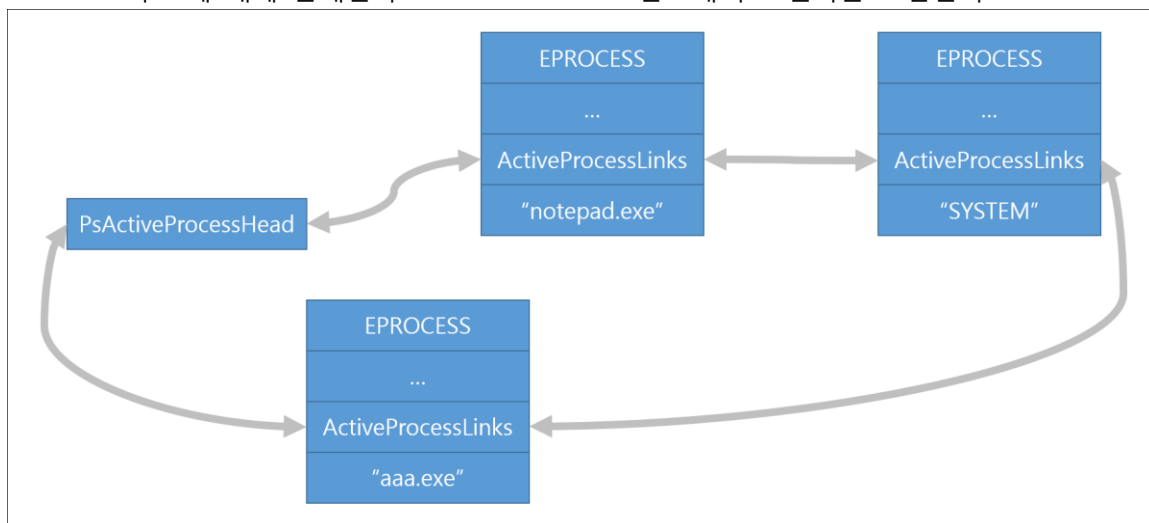 EPROCESS
...
ActiveProcessLinks
“notepad.exe”
EPROCESS
...
ActiveProcessLinks
“SYSTEM”
PsActiveProcessHead
EPROCESS
...
ActiveProcessLinks
“aaa.exe”